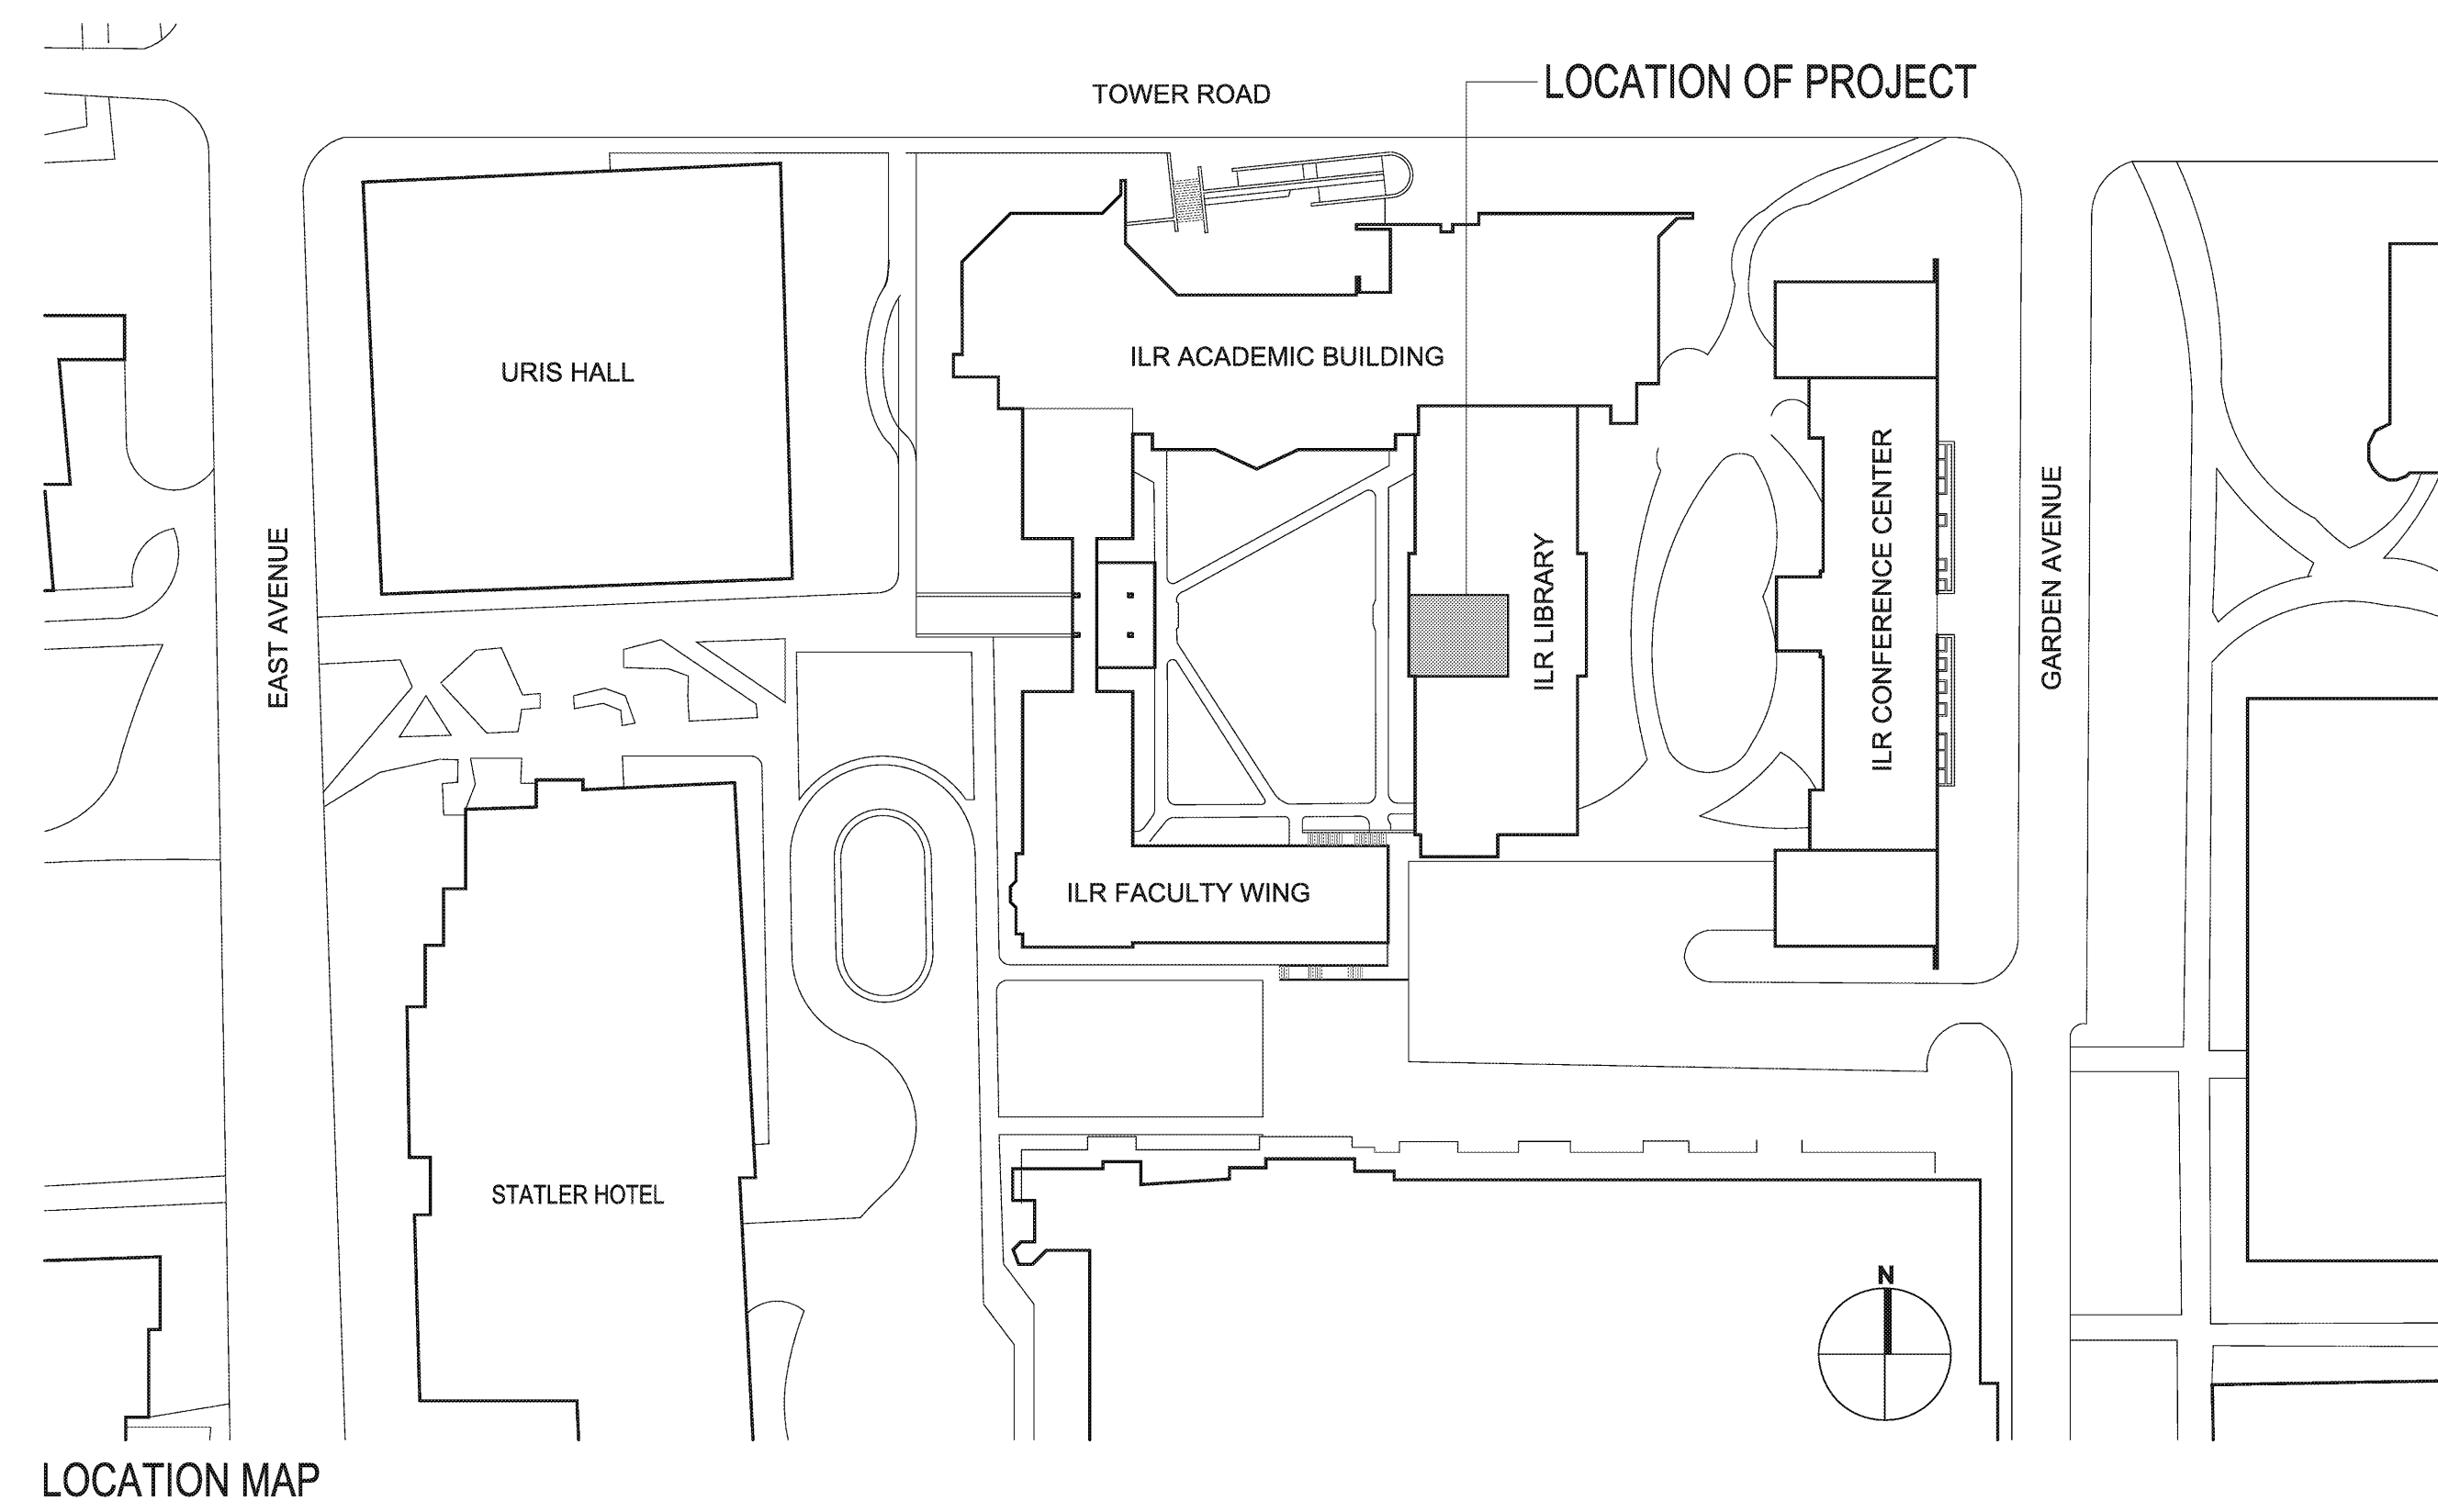 LOCATION OF PROJECT
TOWER ROAD
ILR ACADEMIC BUILDING
URIS HALL
EAST AVENUE
ILR LIBRARY
ILR CONFERENCE CENTER
GARDEN AVENUE
ILR FACULTY WING
STATLER HOTEL
N
LOCATION MAP